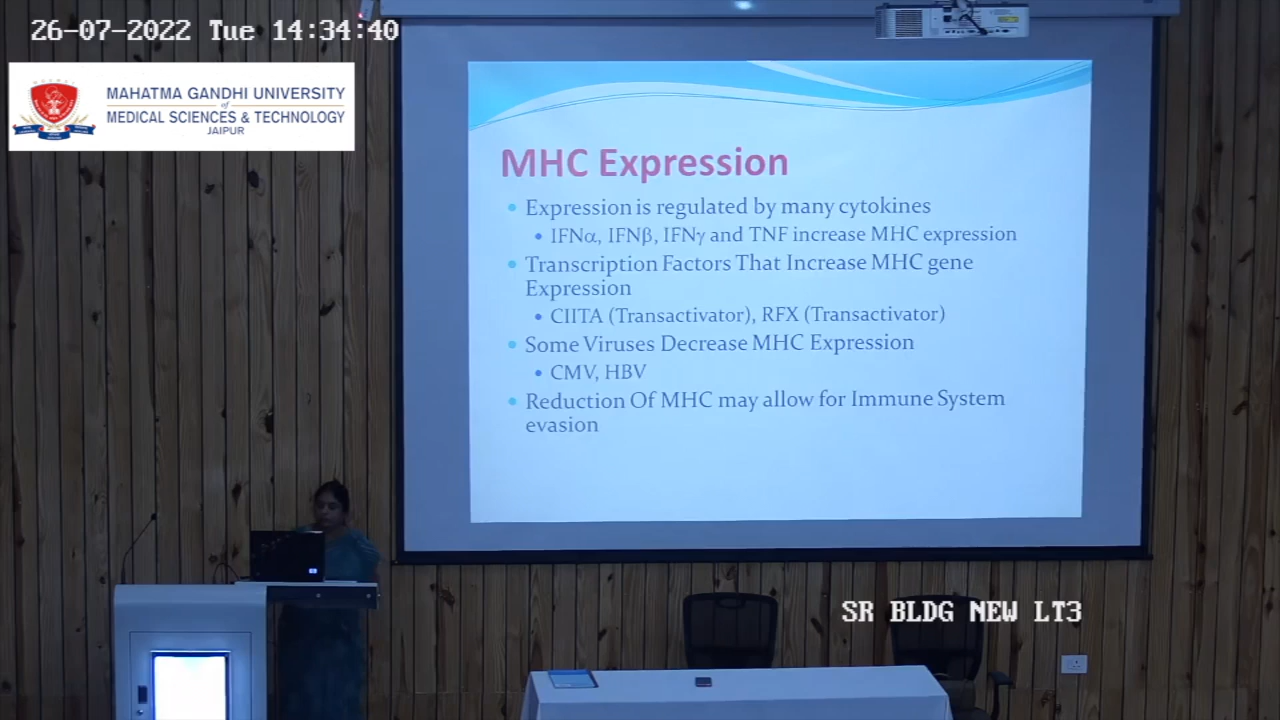 26-07-2022 Tue 14:34:40
MAHATMA GANDHI UNIVERSITY
of
MEDICAL SCIENCES & TECHNOLOGY
JAIPUR
MHC Expression
Expression is regulated by many cytokines
IFNα, IFNβ, IFNγ and TNF increase MHC expression
Transcription Factors That Increase MHC gene
Expression
CIITA (Transactivator), RFX (Transactivator)
Some Viruses Decrease MHC Expression
CMV, HBV
Reduction Of MHC may allow for Immune System
evasion
SR BLDG NEW LT3